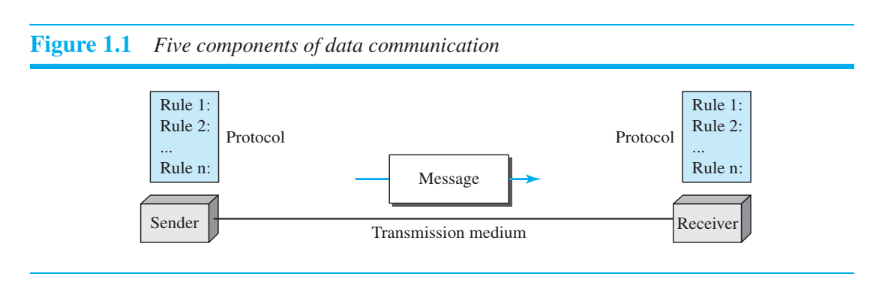 Figure 1.1 Five components of data communication
Rule 1:
Rule 2:
...
Rule n:
Protocol
Protocol
Rule 1:
Rule 2:
...
Rule n:
Message
Sender
Transmission medium
Receiver